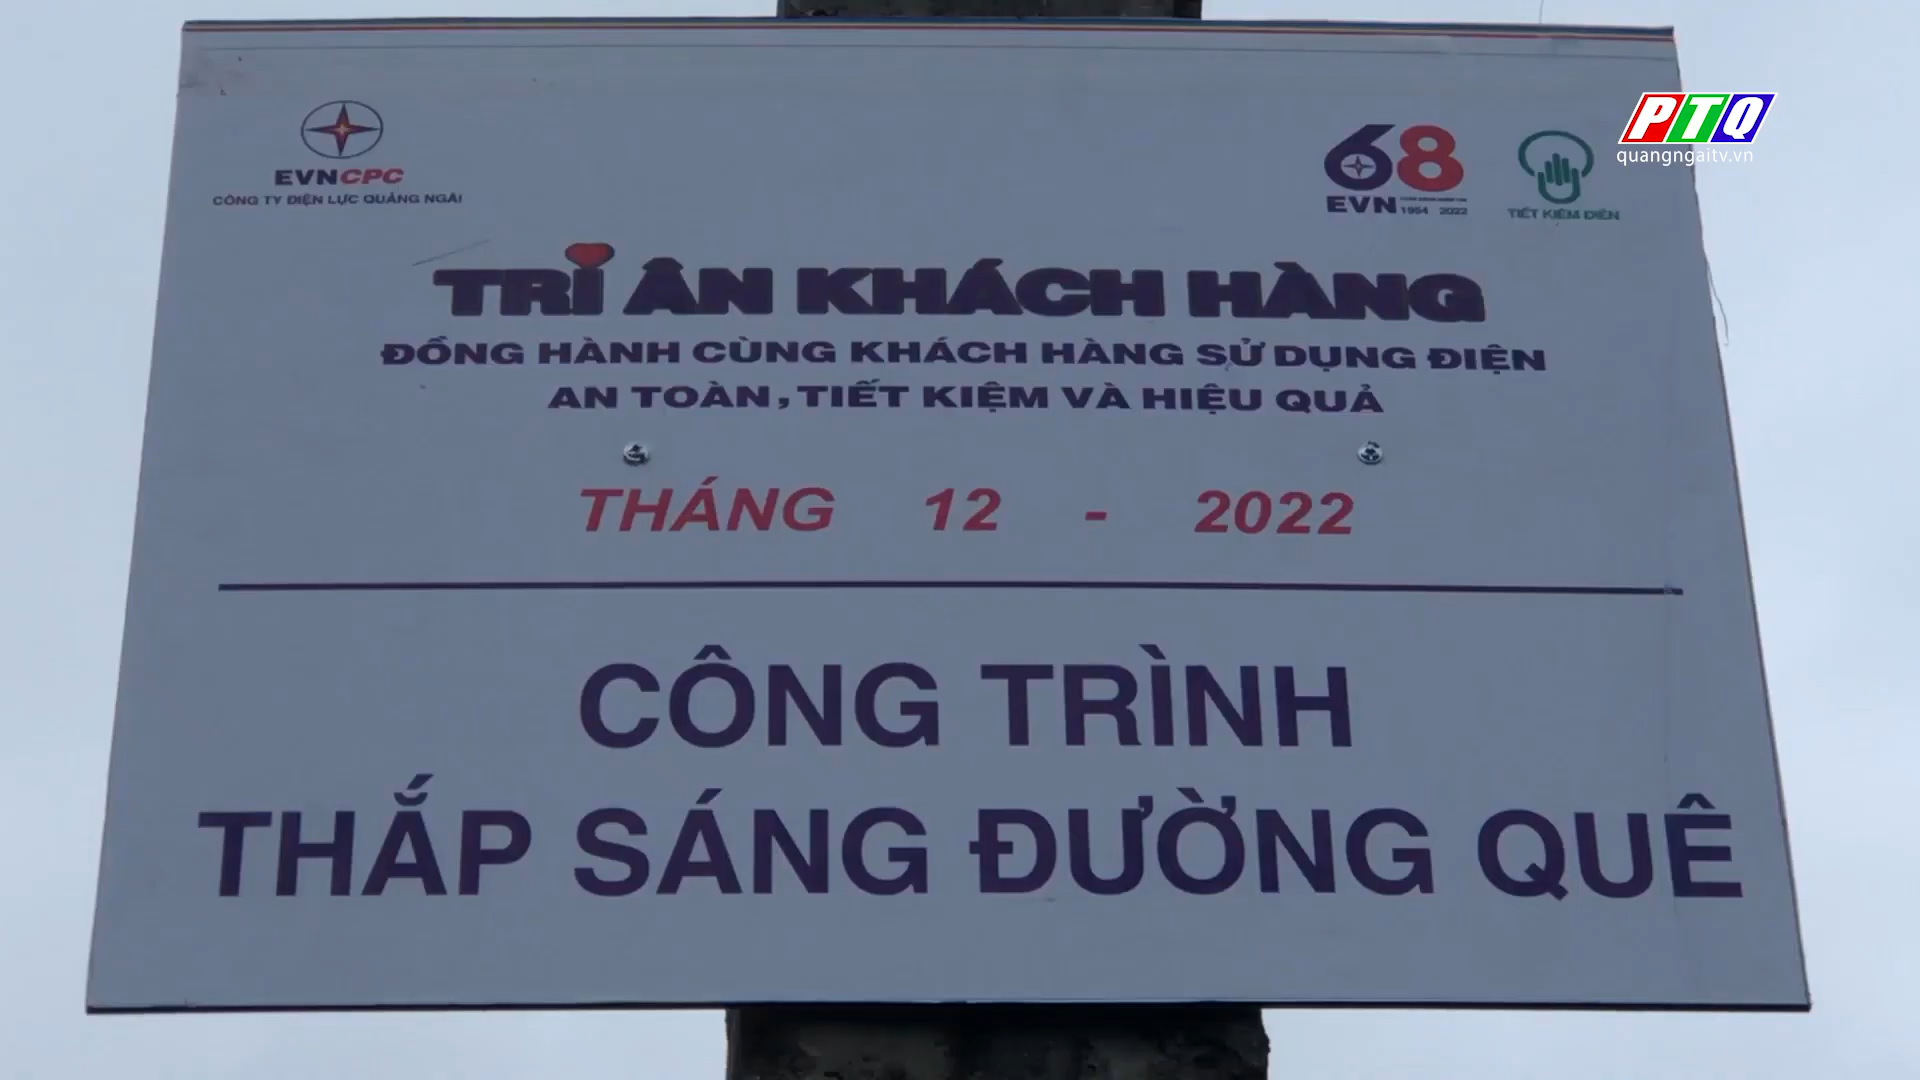 PTQ
quangngaitv.vn
EVNCPC
CÔNG TY ĐIỆN LỰC QUẢNG NGÃI
68
EVN
1954 2022
TIẾT KIỆM ĐIỆN
TRI ÂN KHÁCH HÀNG
ĐỒNG HÀNH CÙNG KHÁCH HÀNG SỬ DỤNG ĐIỆN
AN TOÀN, TIẾT KIỆM VÀ HIỆU QUẢ
THÁNG 12 - 2022
CÔNG TRÌNH
THẮP SÁNG ĐƯỜNG QUÊ